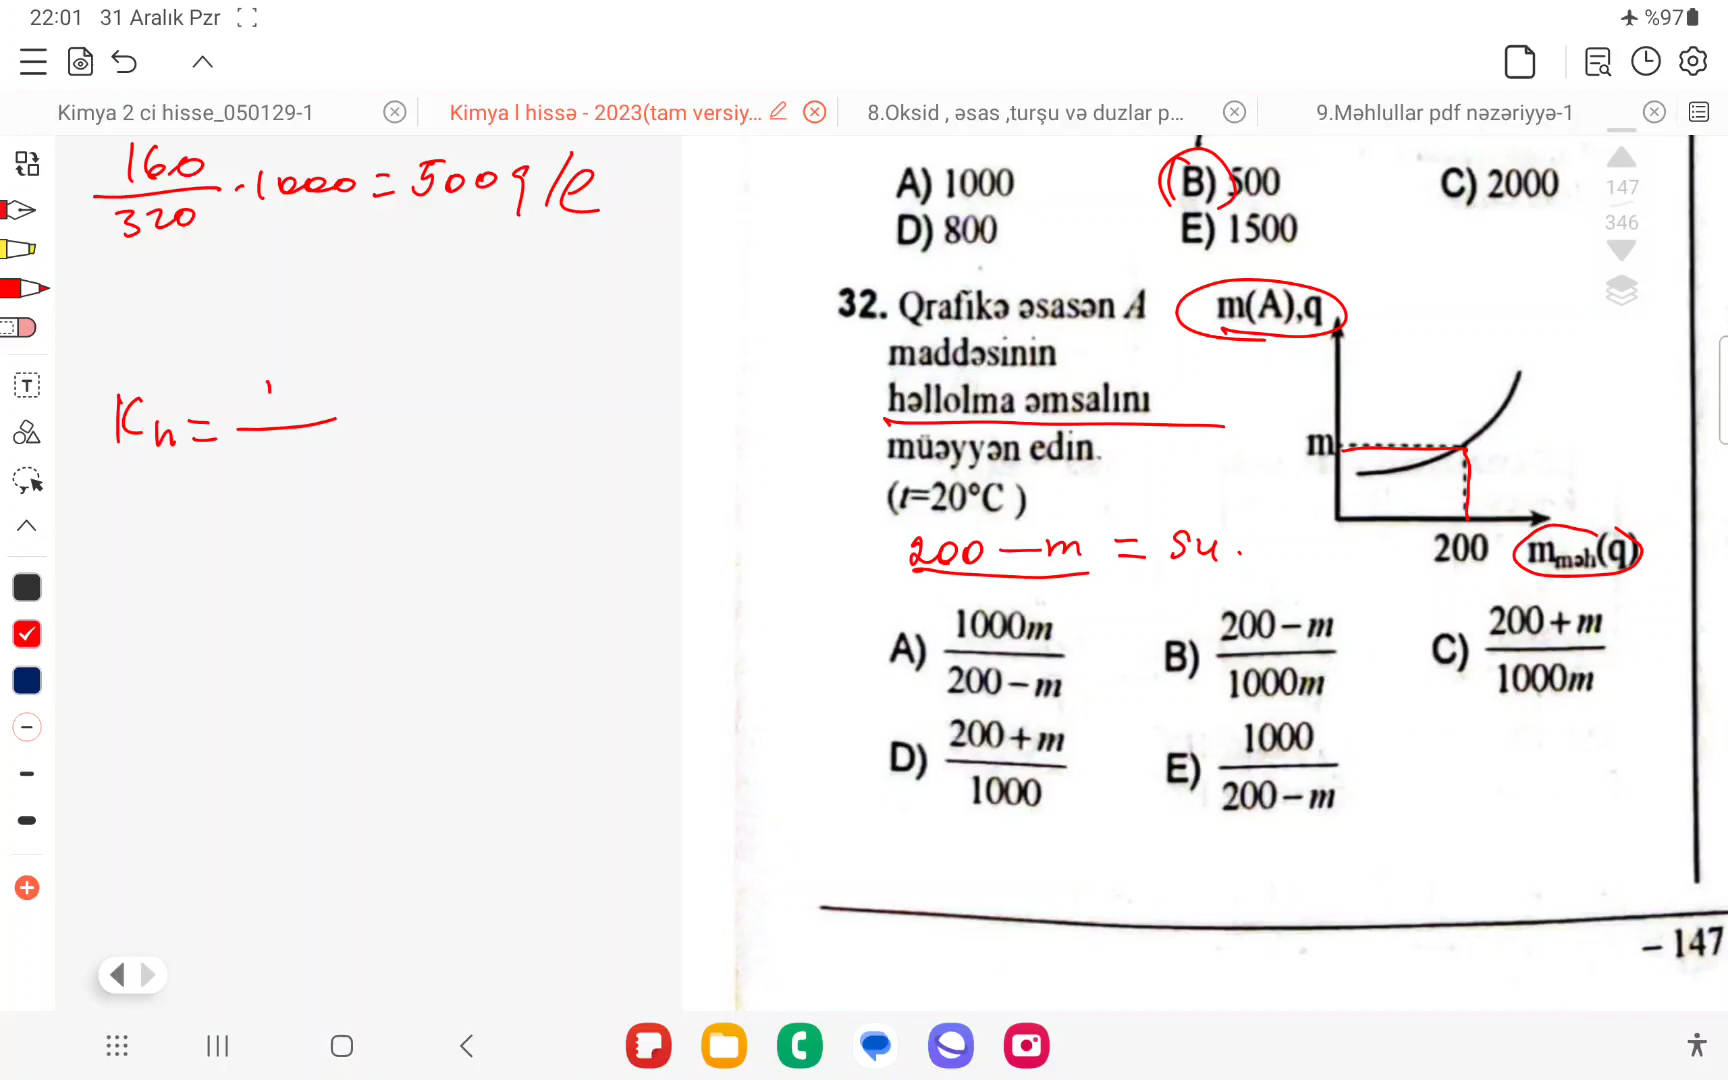 22:01 31 Aralık Pzr
%97
Kimya 2 ci hisse_050129-1
Kimya I hissə - 2023(tam versiy...
8.Oksid , əsas ,turşu və duzlar p...
9.Məhlullar pdf nəzəriyyə-1
160/320 · 1000 = 500 q/l
Kh =
A) 1000 B) 500 C) 2000
D) 800 E) 1500
147
346
32. Qrafikə əsasən A
maddəsinin
həllolma əmsalını
müəyyən edin.
(t=20°C )
m(A),q
m
200 mməh(q)
200 — m = su.
A) 1000m/200 – m B) 200 – m/1000m C) 200 + m/1000m
D) 200 + m/1000 E) 1000/200 – m
– 147
T